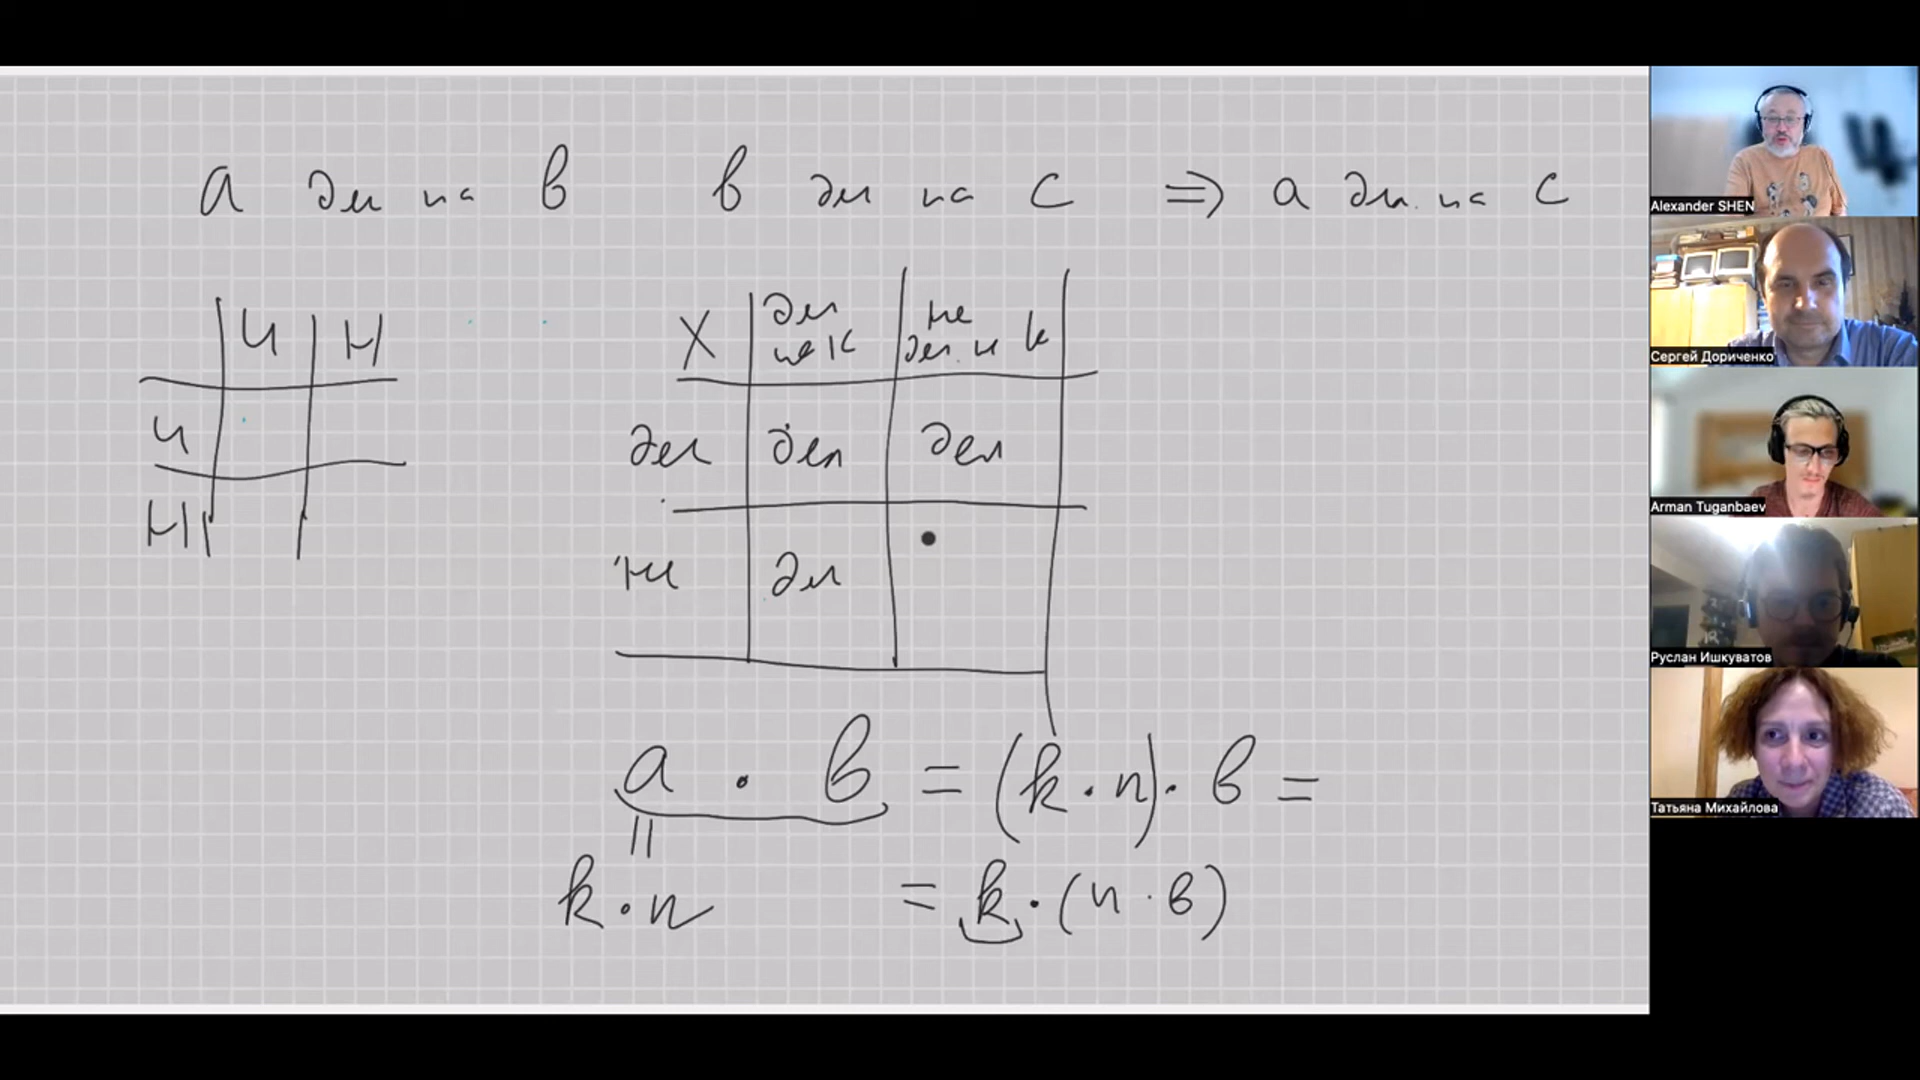 а дел на в в дел на с ⇒ а дел. на с
Ч Н
Ч
Н
X дел на К не дел. н k
дел дел дел
не дел
a · в = (k · n) · в =
k · n = k · (n · в)
Alexander SHEN
Сергей Дориченко
Arman Tuganbaev
Руслан Ишкуватов
Татьяна Михайлова